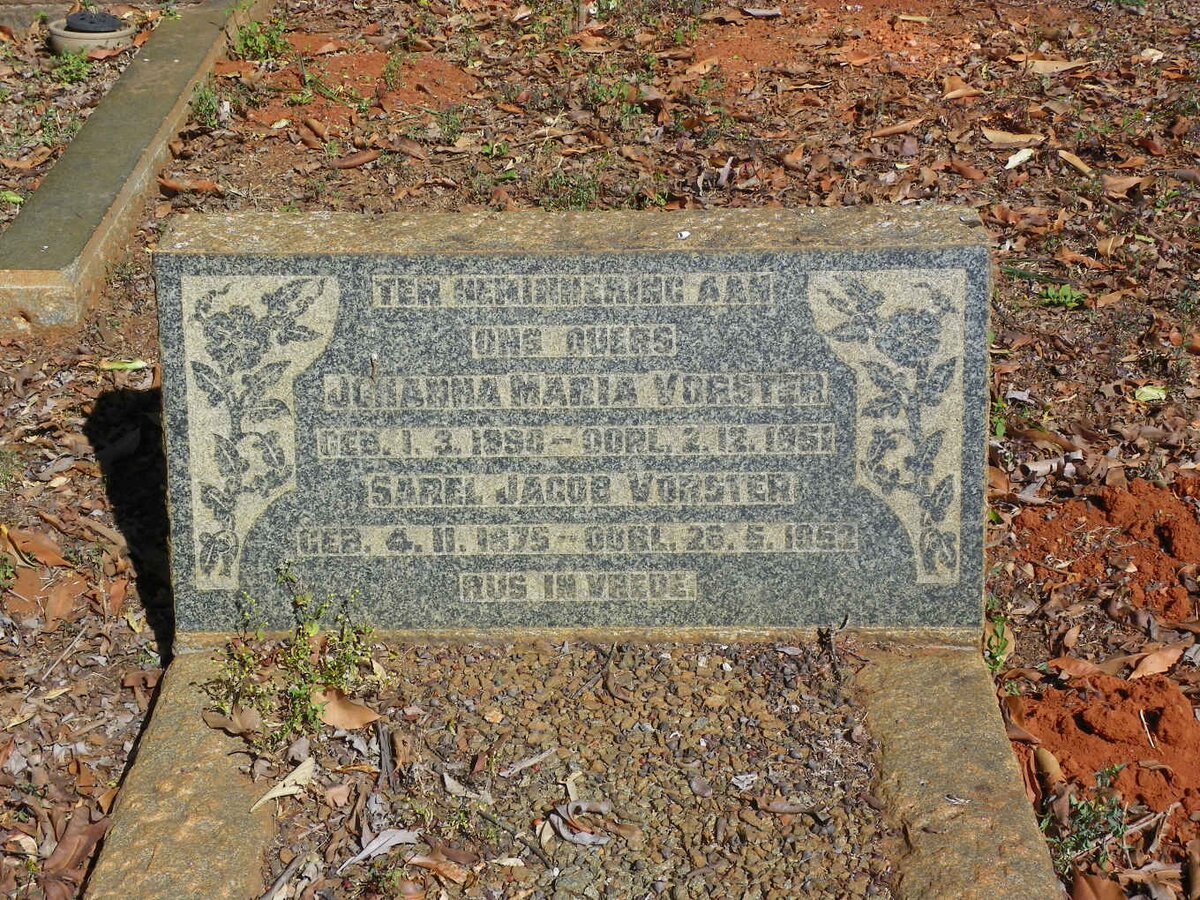 TER HERINNERING AAN
ONS OUERS
JOHANNA MARIA VORSTER
GEB. 1. 3. 1880 – OORL. 2. 12. 1951
SAREL JACOB VORSTER
GEB. 4. 11. 1875 – OORL. 26. 5. 1952
RUS IN VREDE